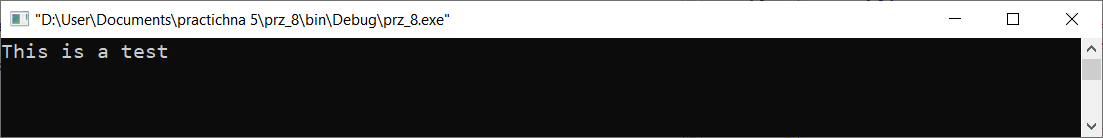 "D:\User\Documents\practichna 5\prz_8\bin\Debug\prz_8.exe"
This is a test